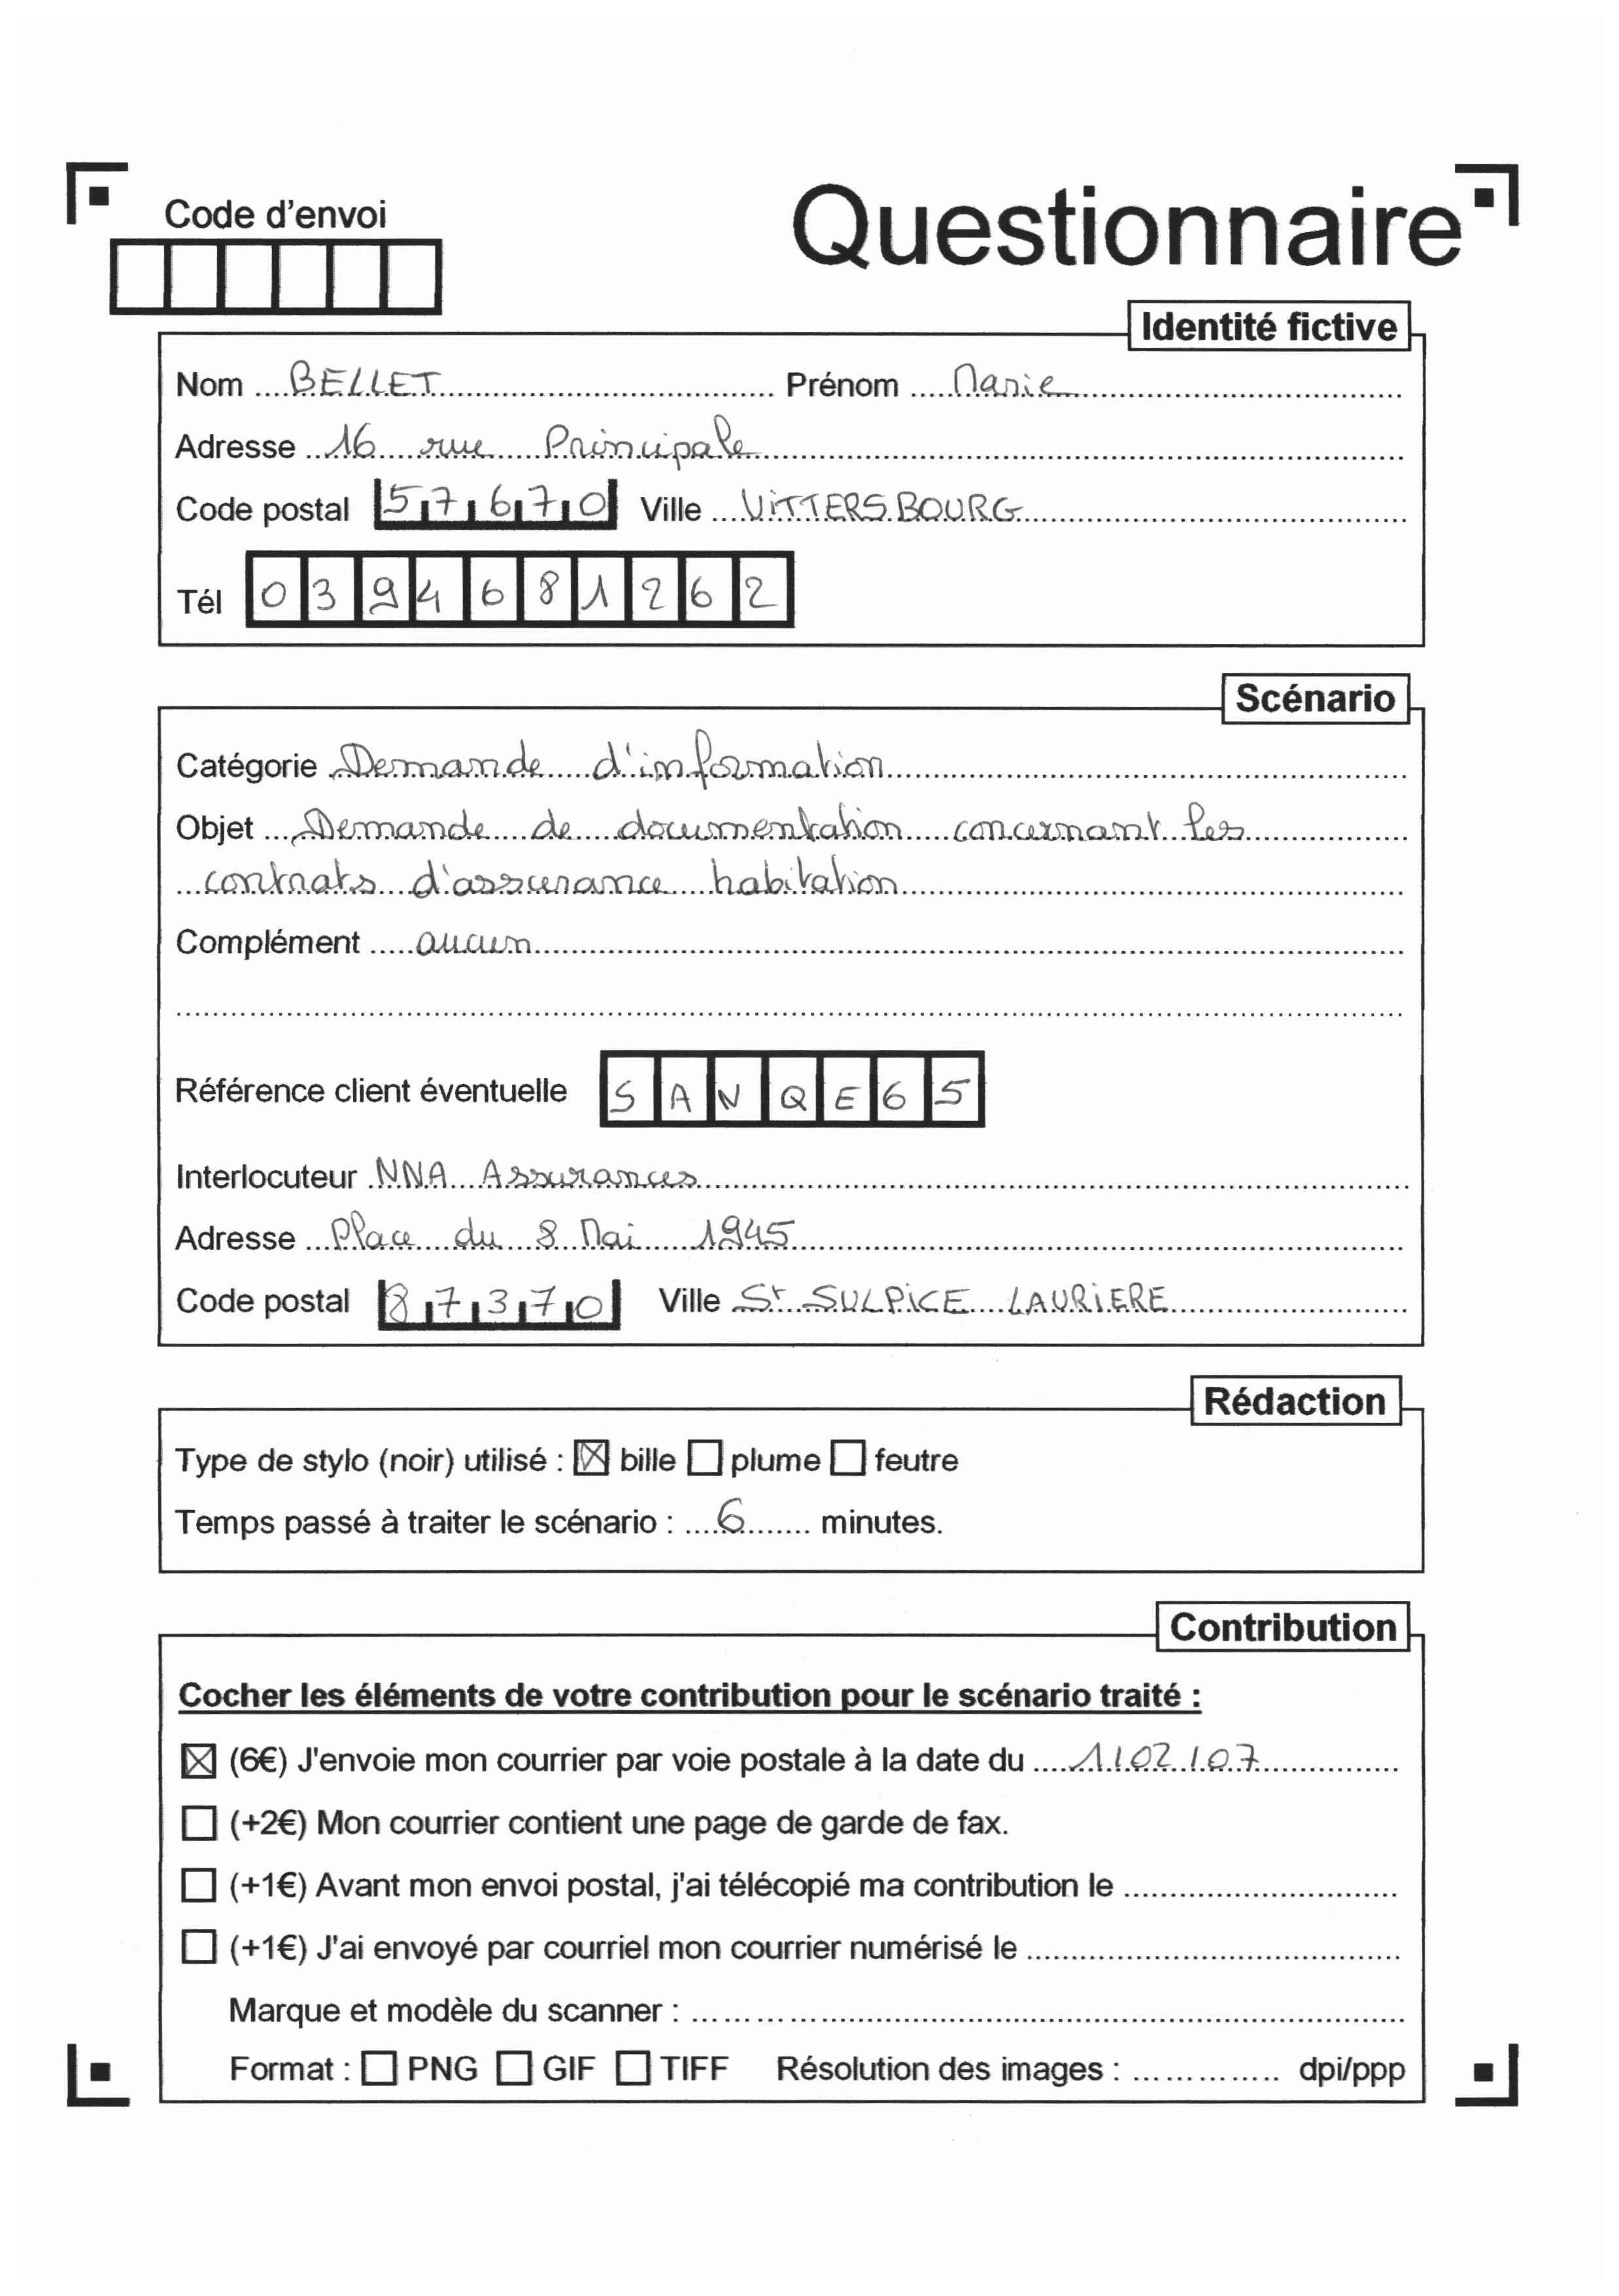 Code d'envoi
Questionnaire
Identité fictive
Nom BELLET Prénom Marie
Adresse 16 rue Principale
Code postal 57670 Ville VITTERSBOURG
Tél 0394681262
Scénario
Catégorie Demande d'information
Objet Demande de documentation concernant les
contrats d'assurance habitation
Complément aucun
Référence client éventuelle SANQE65
Interlocuteur NNA Assurances
Adresse Place du 8 Mai 1945
Code postal 87370 Ville St SULPICE LAURIERE
Rédaction
Type de stylo (noir) utilisé : ☒ bille ☐ plume ☐ feutre
Temps passé à traiter le scénario : 6 minutes.
Contribution
Cocher les éléments de votre contribution pour le scénario traité :
☒ (6€) J'envoie mon courrier par voie postale à la date du 1/02/07
☐ (+2€) Mon courrier contient une page de garde de fax.
☐ (+1€) Avant mon envoi postal, j'ai télécopié ma contribution le
☐ (+1€) J'ai envoyé par courriel mon courrier numérisé le
Marque et modèle du scanner :
Format : ☐ PNG ☐ GIF ☐ TIFF Résolution des images : dpi/ppp